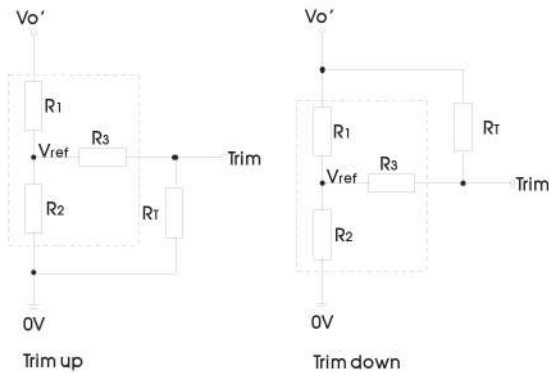 Vo'
R1
Vref
R3
Trim
R2
RT
0V
Trim up
Vo'
R1
RT
Vref
R3
Trim
R2
0V
Trim down